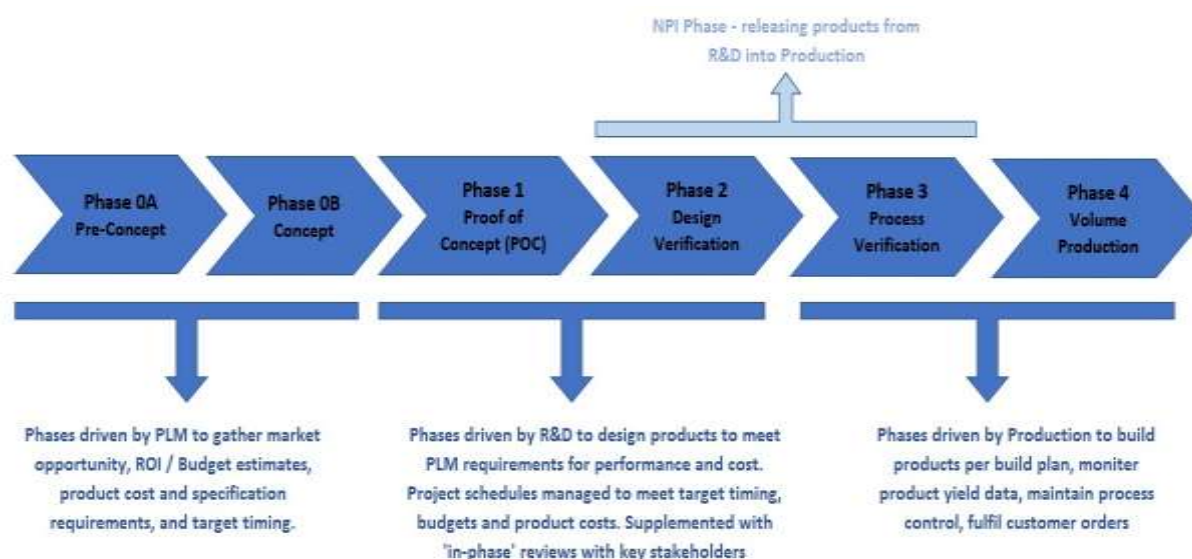 NPI Phase - releasing products from
R&D into Production
Phase 0A
Pre-Concept
Phase 0B
Concept
Phase 1
Proof of
Concept (POC)
Phase 2
Design
Verification
Phase 3
Process
Verification
Phase 4
Volume
Production
Phases driven by PLM to gather market
opportunity, ROI / Budget estimates,
product cost and specification
requirements, and target timing.
Phases driven by R&D to design products to meet
PLM requirements for performance and cost.
Project schedules managed to meet target timing,
budgets and product costs. Supplemented with
'in-phase' reviews with key stakeholders
Phases driven by Production to build
products per build plan, moniter
product yield data, maintain process
control, fulfil customer orders